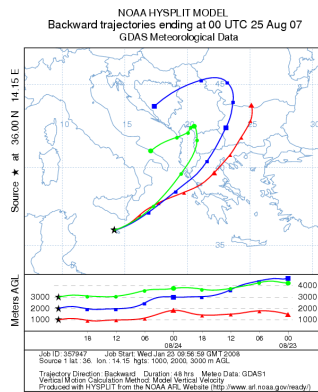 NOAA HYSPLIT MODEL
Backward trajectories ending at 00 UTC 25 Aug 07
GDAS Meteorological Data
Source ★ at 36.00 N 14.15 E
10
15
20
25
35
Meters AGL
3000
2000
1000
4000
3000
2000
1000
18 12 06 00 18 12 06 00
08/24 08/23
Job ID: 357947 Job Start: Wed Jan 23 09:56:59 GMT 2008
Source 1 lat.: 36. lon.: 14.15 hgts: 1000, 2000, 3000 m AGL
Trajectory Direction: Backward Duration: 48 hrs Meteo Data: GDAS1
Vertical Motion Calculation Method: Model Vertical Velocity
Produced with HYSPLIT from the NOAA ARL Website (http://www.arl.noaa.gov/ready/)